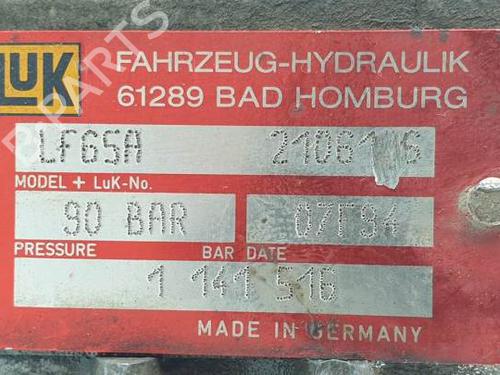 LUK
FAHRZEUG-HYDRAULIK
61289 BAD HOMBURG
LF65A
MODEL + LuK-No.
90 BAR 07F94
PRESSURE BAR DATE
1 141 516
MADE IN GERMANY